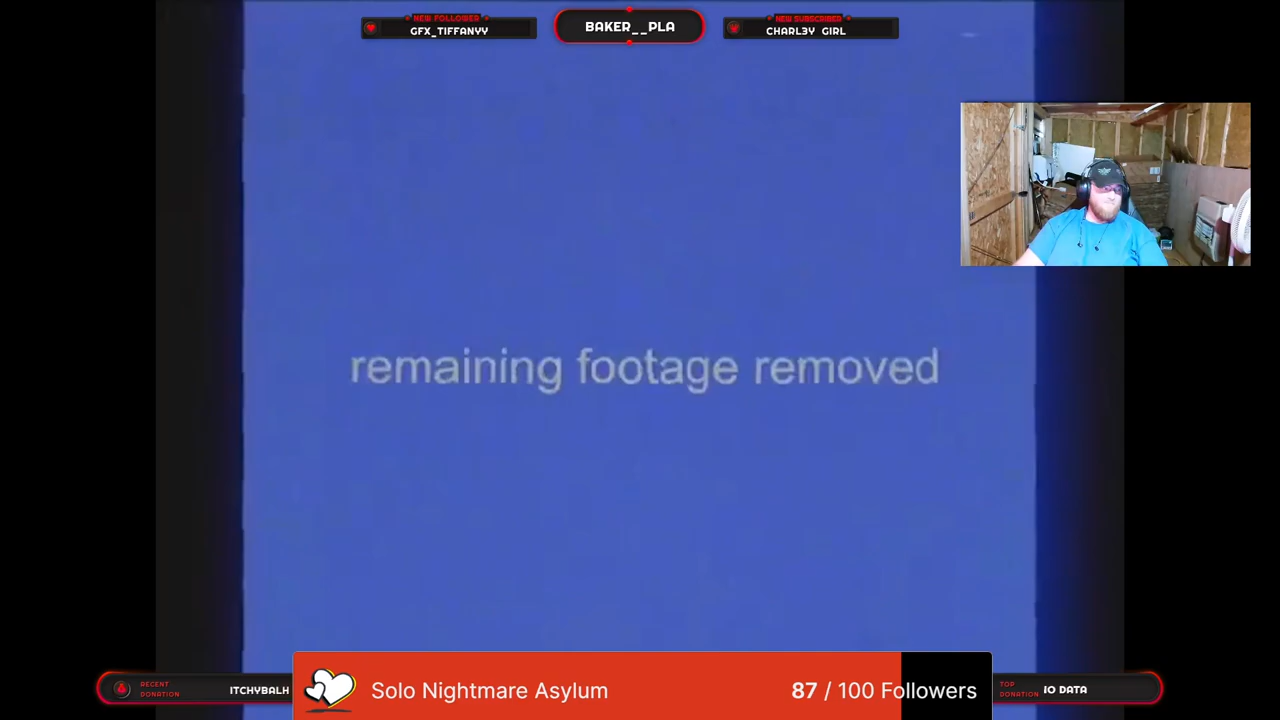 NEW FOLLOWER
GFX_TIFFANYY
BAKER__PLA
NEW SUBSCRIBER
CHARL3Y GIRL
remaining footage removed
RECENT
DONATION
ITCHYBALH
Solo Nightmare Asylum
87 / 100 Followers
TOP
DONATION
IO DATA